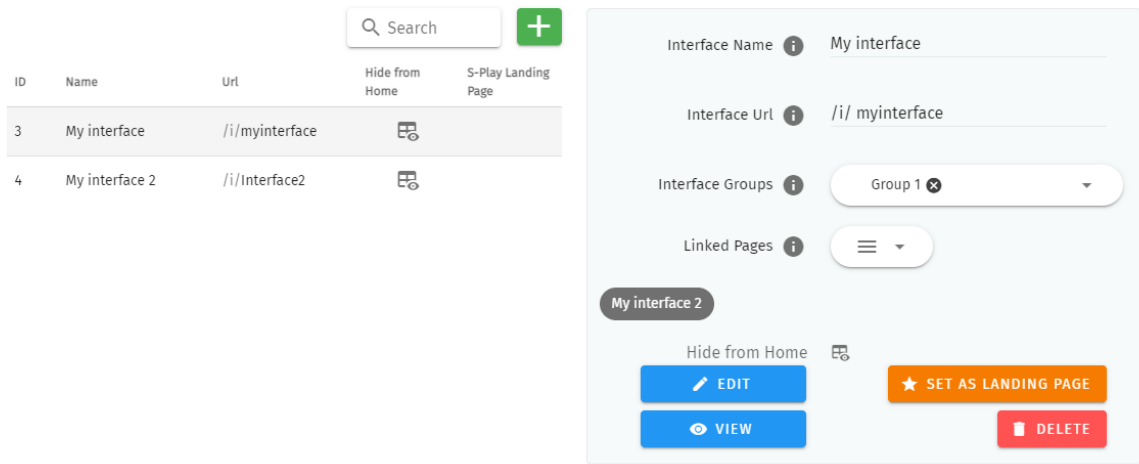 Search
ID Name Url Hide from Home S-Play Landing Page
3 My interface /i/myinterface
4 My interface 2 /i/Interface2
Interface Name My interface
Interface Url /i/ myinterface
Interface Groups Group 1
Linked Pages
My interface 2
Hide from Home
EDIT SET AS LANDING PAGE
VIEW DELETE